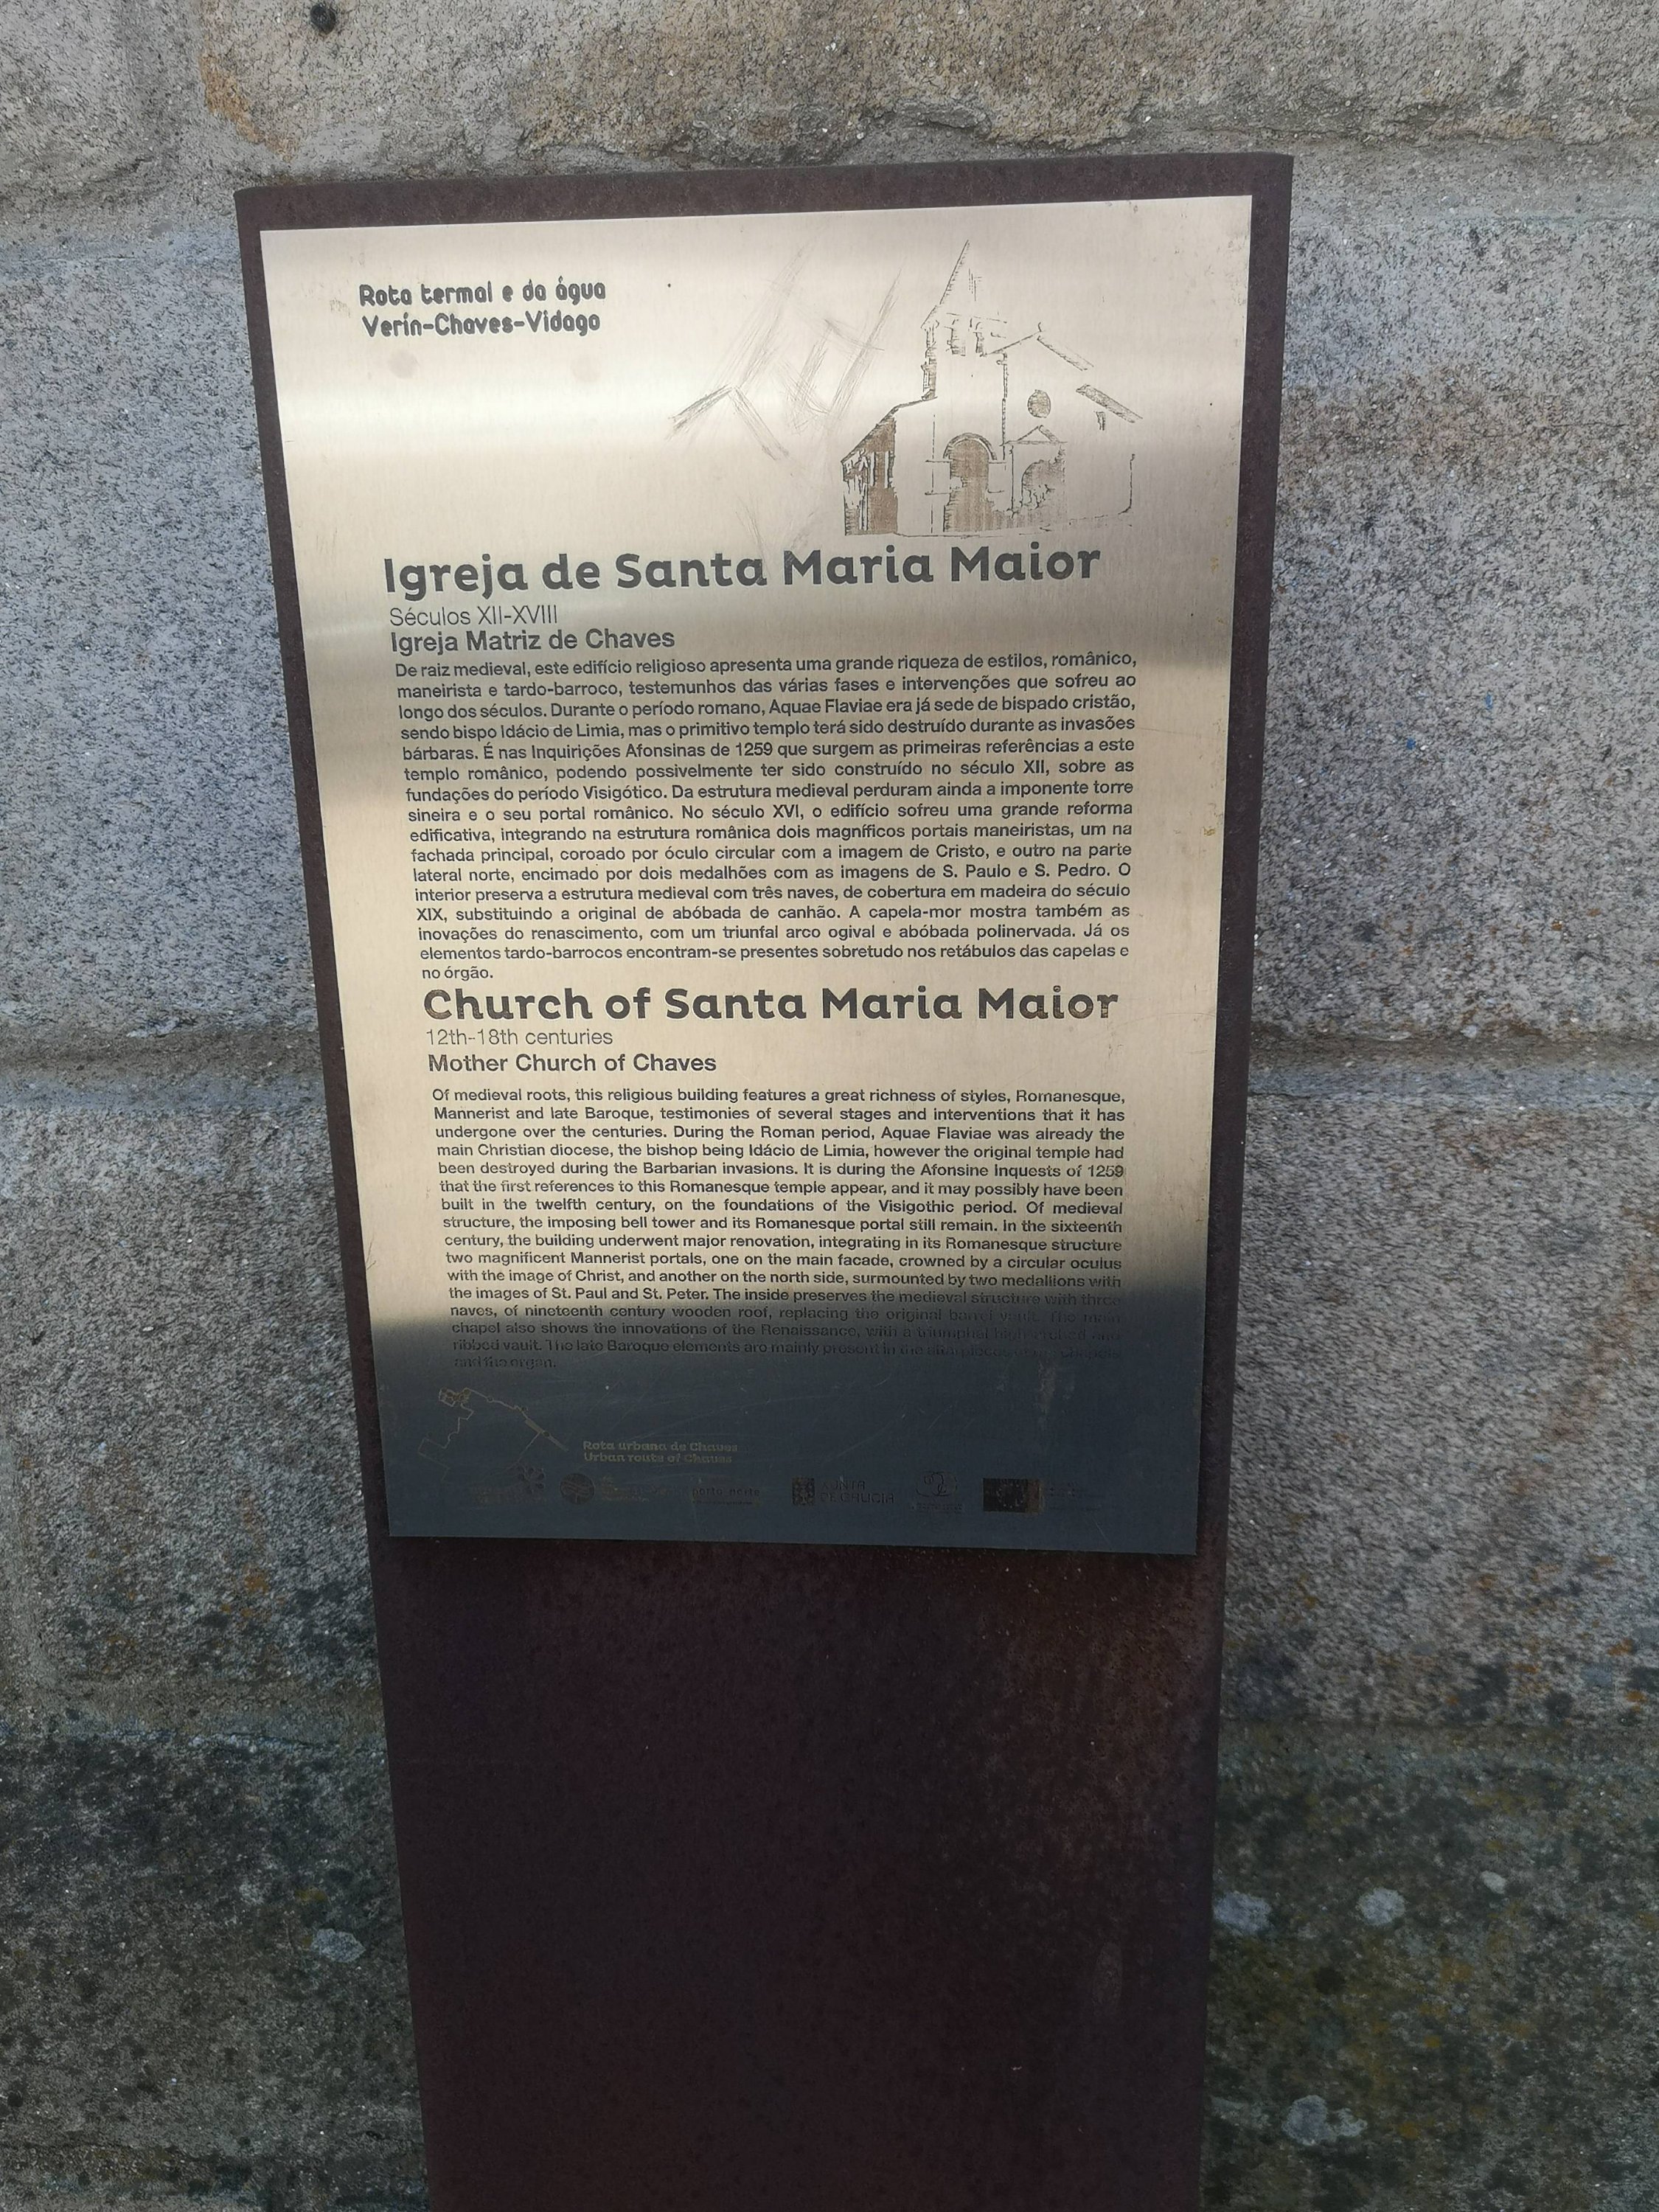 Rota termal e da água
Verín-Chaves-Vidago
Igreja de Santa Maria Maior
Séculos XII-XVIII
Igreja Matriz de Chaves
De raiz medieval, este edifício religioso apresenta uma grande riqueza de estilos, românico,
maneirista e tardo-barroco, testemunhos das várias fases e intervenções que sofreu ao
longo dos séculos. Durante o período romano, Aquae Flaviae era já sede de bispado cristão,
sendo bispo Idácio de Limia, mas o primitivo templo terá sido destruído durante as invasões
bárbaras. É nas Inquirições Afonsinas de 1259 que surgem as primeiras referências a este
templo românico, podendo possivelmente ter sido construído no século XII, sobre as
fundações do período Visigótico. Da estrutura medieval perduram ainda a imponente torre
sineira e o seu portal românico. No século XVI, o edifício sofreu uma grande reforma
edificativa, integrando na estrutura românica dois magníficos portais maneiristas, um na
fachada principal, coroado por óculo circular com a imagem de Cristo, e outro na parte
lateral norte, encimado por dois medalhões com as imagens de S. Paulo e S. Pedro. O
interior preserva a estrutura medieval com três naves, de cobertura em madeira do século
XIX, substituindo a original de abóbada de canhão. A capela-mor mostra também as
inovações do renascimento, com um triunfal arco ogival e abóbada polinervada. Já os
elementos tardo-barrocos encontram-se presentes sobretudo nos retábulos das capelas e
no órgão.
Church of Santa Maria Maior
12th-18th centuries
Mother Church of Chaves
Of medieval roots, this religious building features a great richness of styles, Romanesque,
Mannerist and late Baroque, testimonies of several stages and interventions that it has
undergone over the centuries. During the Roman period, Aquae Flaviae was already the
main Christian diocese, the bishop being Idácio de Limia, however the original temple had
been destroyed during the Barbarian invasions. It is during the Afonsine Inquests of 1259
that the first references to this Romanesque temple appear, and it may possibly have been
built in the twelfth century, on the foundations of the Visigothic period. Of medieval
structure, the imposing bell tower and its Romanesque portal still remain. In the sixteenth
century, the building underwent major renovation, integrating in its Romanesque structure
two magnificent Mannerist portals, one on the main facade, crowned by a circular oculus
with the image of Christ, and another on the north side, surmounted by two medallions with
the images of St. Paul and St. Peter. The inside preserves the medieval structure with three
naves, of nineteenth century wooden roof, replacing the original barrel vault. The main
chapel also shows the innovations of the Renaissance, with a triumphal high arched and
ribbed vault. The late Baroque elements are mainly present in the chapels
and the organ.
Rota urbana de Chaves
Urban route of Chaves
porto norte
XUNTA
DE GALICIA